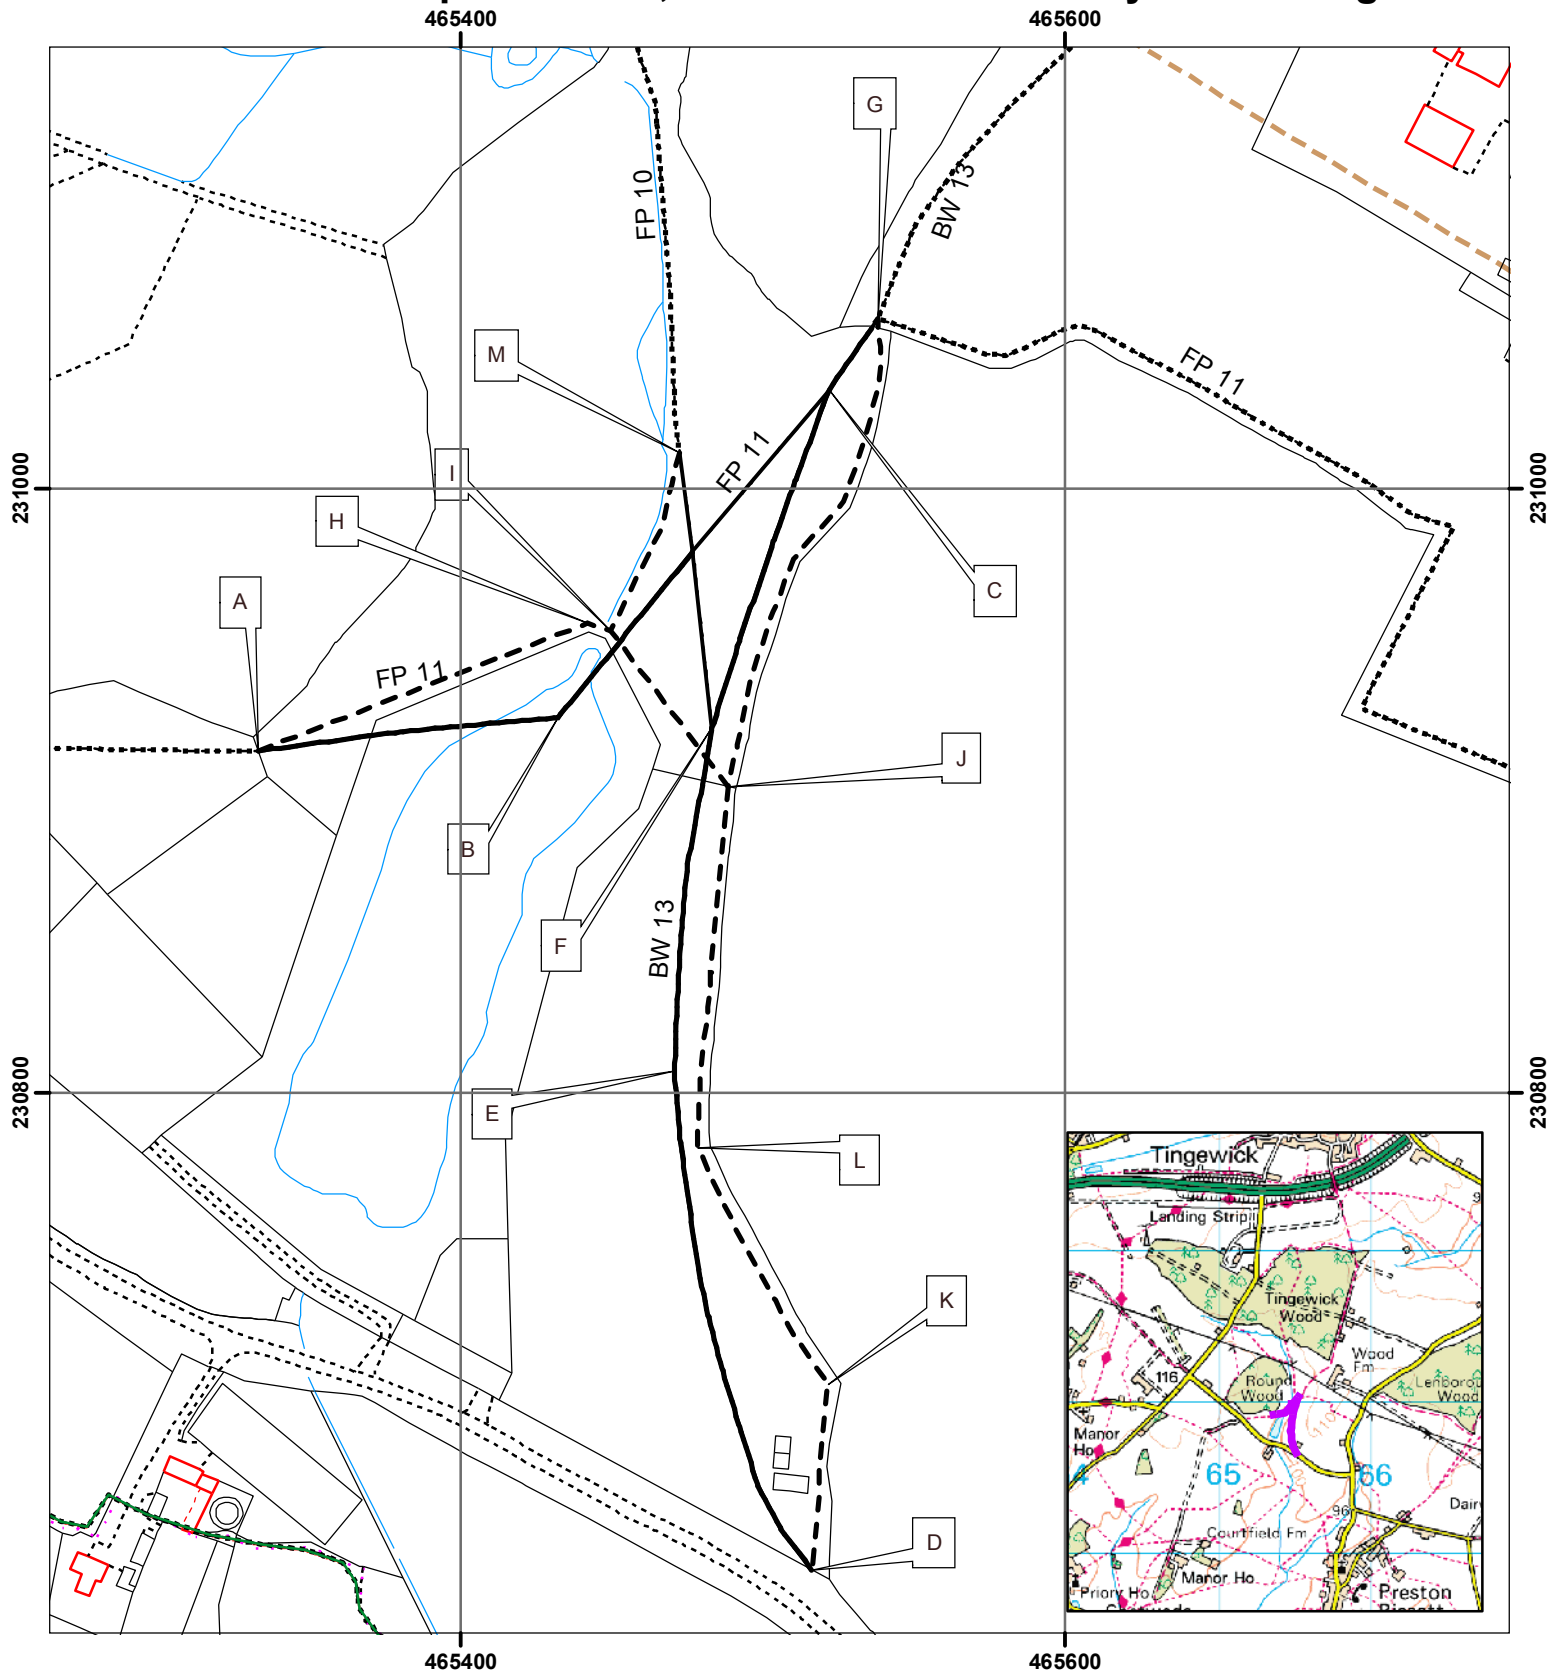 465400
465600
G
BW 13
FP 10
M
FP 11
FP 11
I
231000
231000
H
A
C
FP 11
J
B
BW 13
F
230800
230800
E
L
K
D
465400
465600
Tingewick
Landing Strip
Tingewick
Wood
Wood
Fm
116
Round
Wood
Wood
Manor
Ho
110
65
66
96
Courtfield Fm
Manor Ho
Priory Ho
Preston